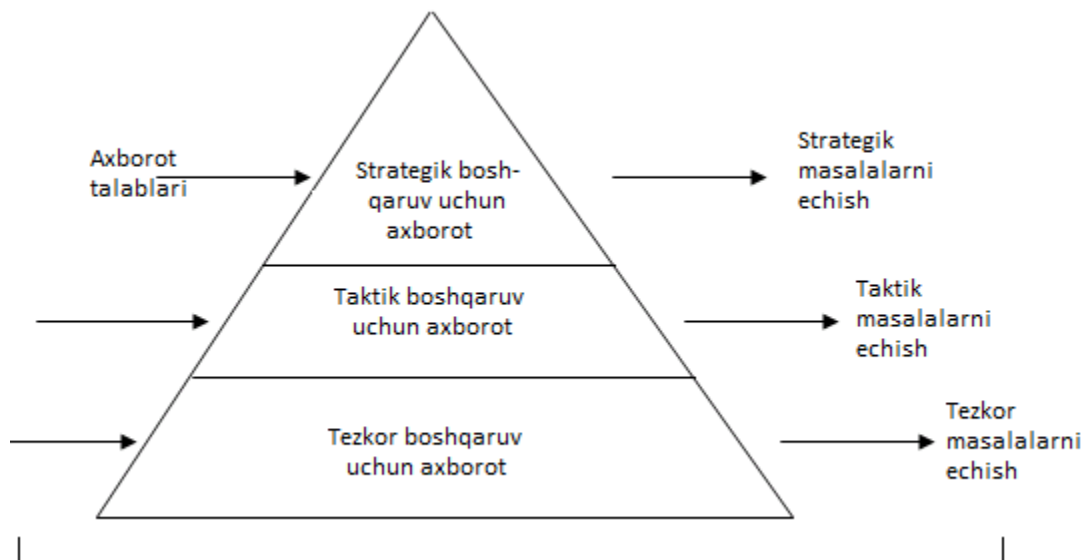 Axborot
talablari
Strategik bosh-
qaruv uchun
axborot
Strategik
masalalarni
echish
Taktik boshqaruv
uchun axborot
Taktik
masalalarni
echish
Tezkor boshqaruv
uchun axborot
Tezkor
masalalarni
echish